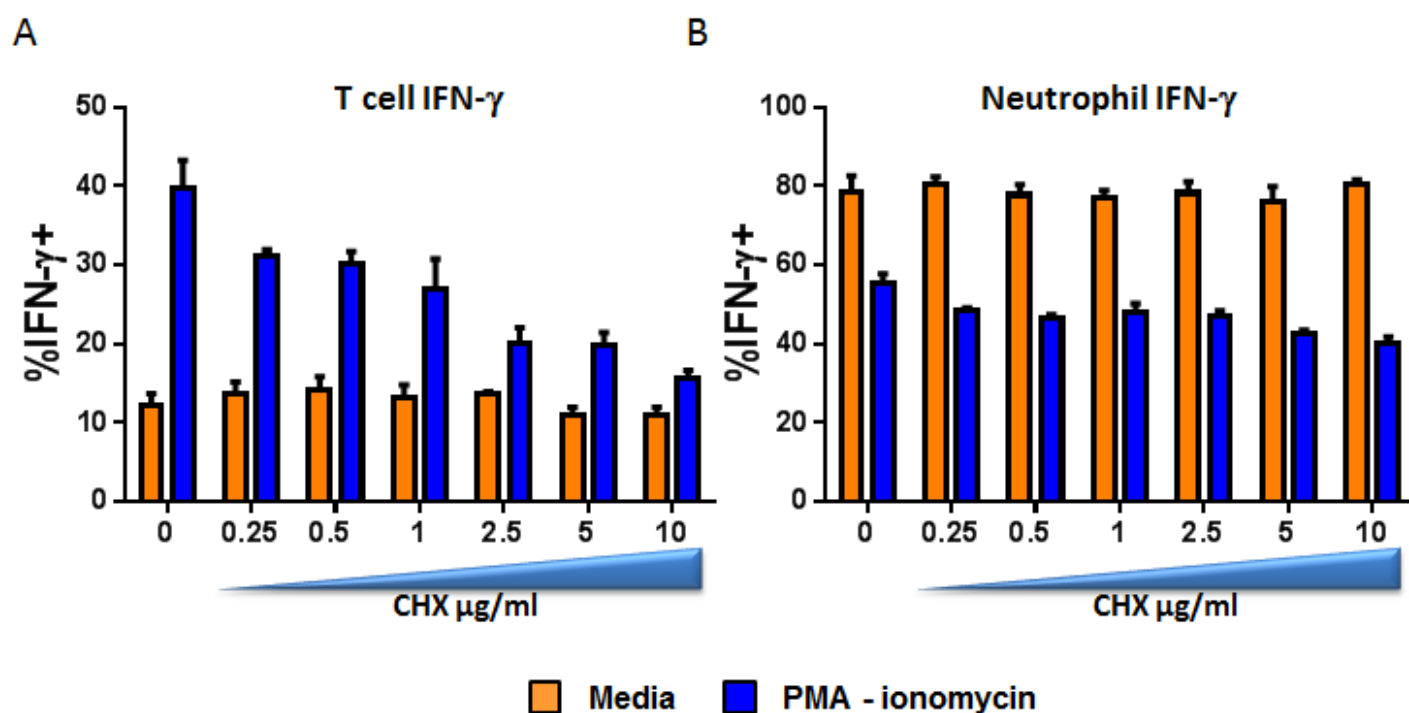 A
B
T cell IFN-γ
Neutrophil IFN-γ
%IFN-γ+
50
40
30
20
10
0
0 0.25 0.5 1 2.5 5 10
CHX μg/ml
%IFN-γ+
100
80
60
40
20
0
0 0.25 0.5 1 2.5 5 10
CHX μg/ml
Media PMA - ionomycin